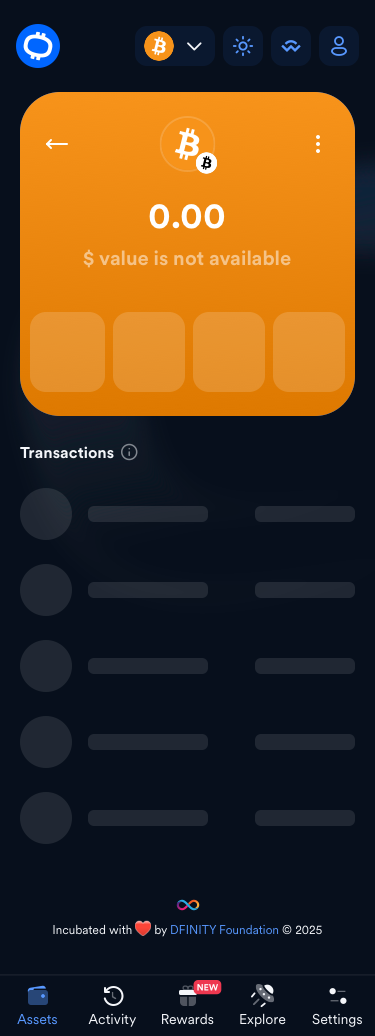 0.00
$ value is not available
Transactions
Incubated with ❤️ by DFINITY Foundation © 2025
NEW
Assets Activity Rewards Explore Settings